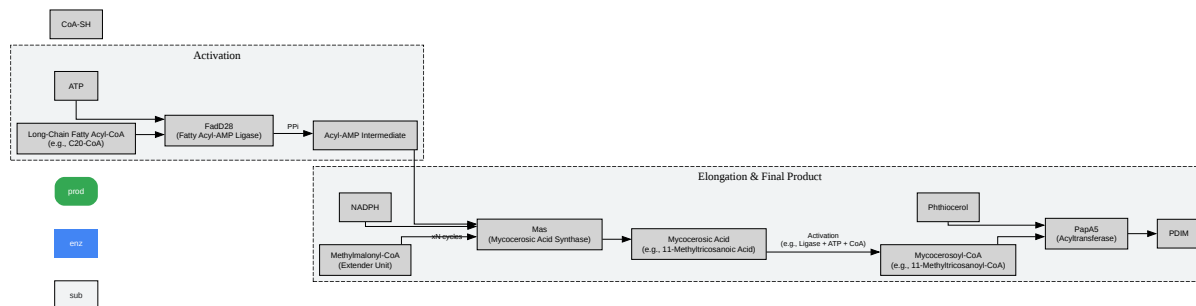 CoA-SH
Activation
ATP
Long-Chain Fatty Acyl-CoA
(e.g., C20-CoA)
FadD28
(Fatty Acyl-AMP Ligase)
PPi
Acyl-AMP Intermediate
prod
enz
sub
Elongation & Final Product
NADPH
Methylmalonyl-CoA
(Extender Unit)
xN cycles
Mas
(Mycocerosic Acid Synthase)
Mycocerosic Acid
(e.g., 11-Methyltricosanoic Acid)
Activation
(e.g., Ligase + ATP + CoA)
Phthiocerol
Mycocerosoyl-CoA
(e.g., 11-Methyltricosanoyl-CoA)
PapA5
(Acyltransferase)
PDIM